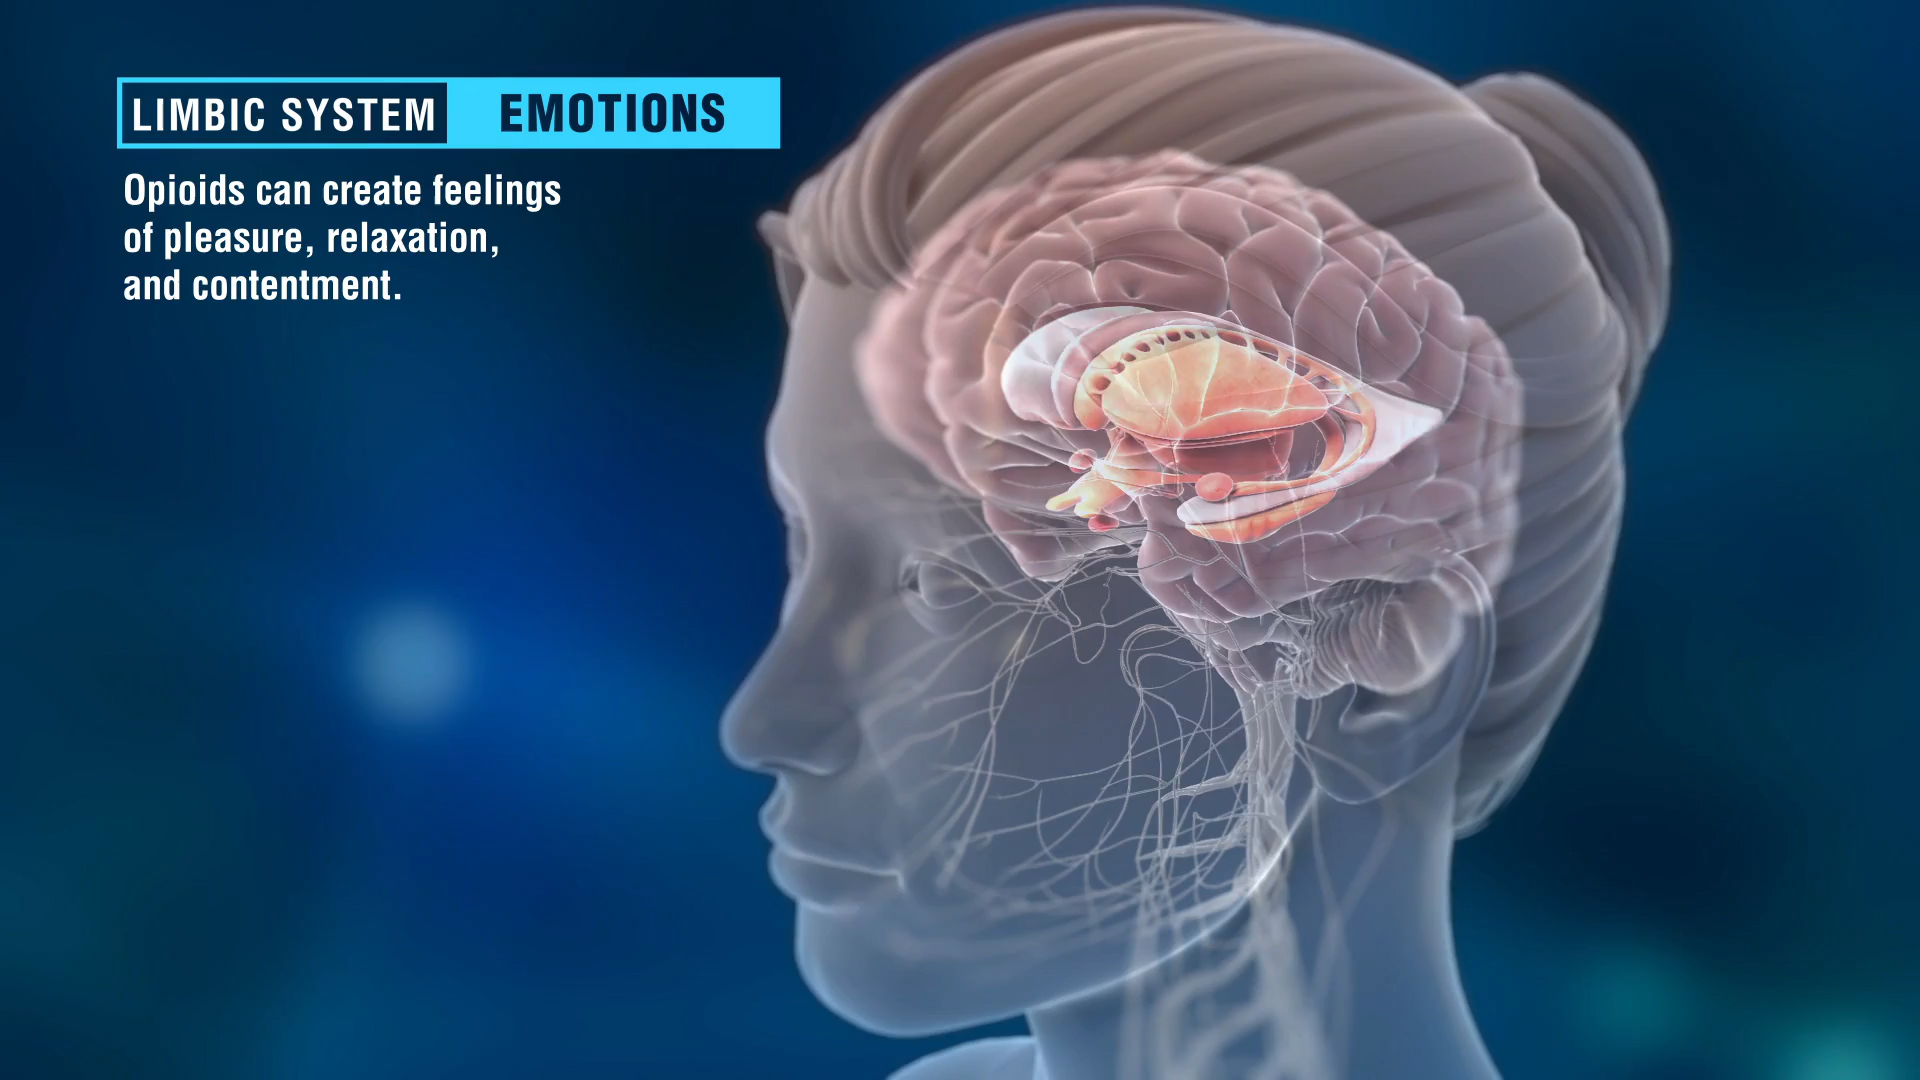 LIMBIC SYSTEM EMOTIONS
Opioids can create feelings
of pleasure, relaxation,
and contentment.